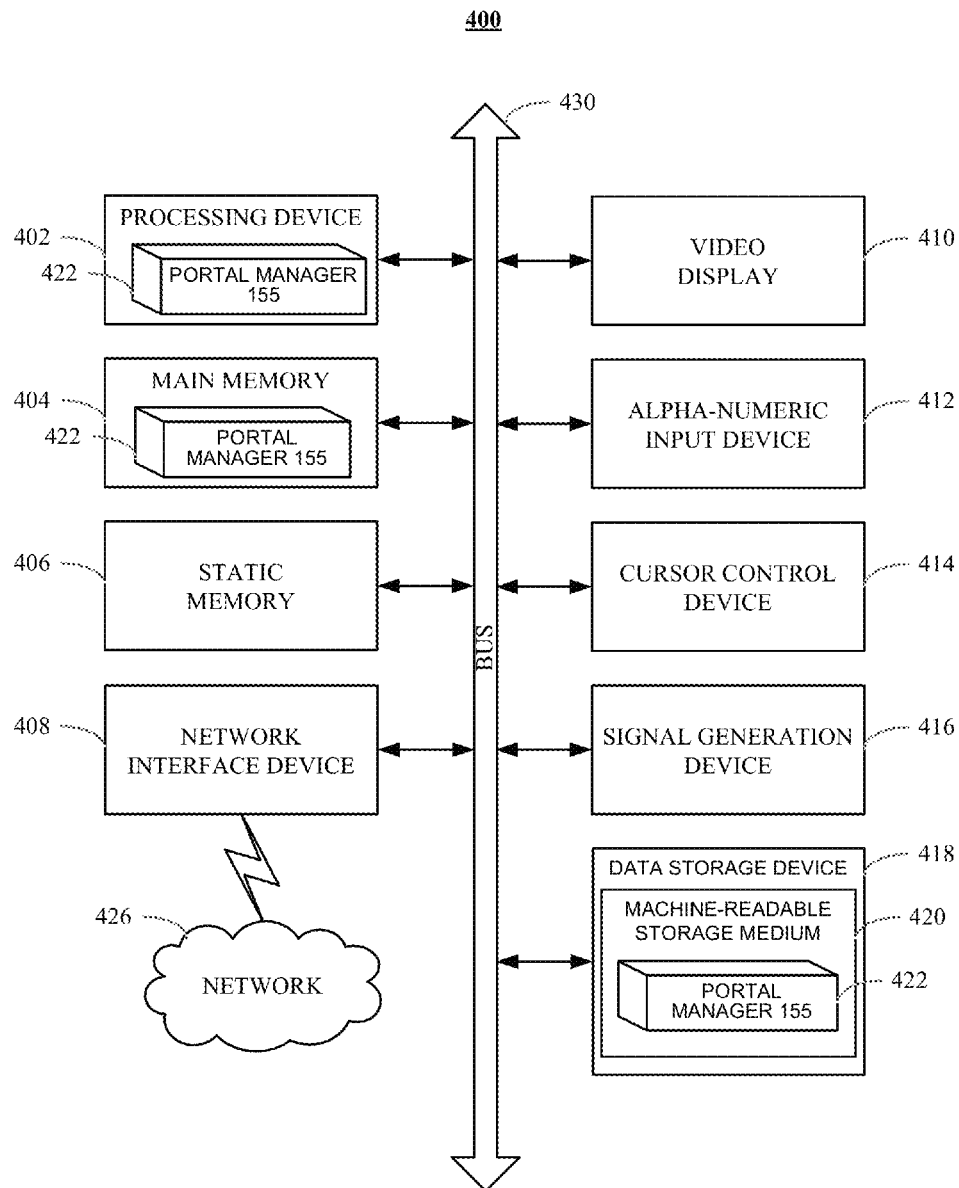 400
430
PROCESSING DEVICE
402
422
PORTAL MANAGER
155
VIDEO
DISPLAY
410
MAIN MEMORY
404
422
PORTAL
MANAGER 155
ALPHA-NUMERIC
INPUT DEVICE
412
406
STATIC
MEMORY
CURSOR CONTROL
DEVICE
414
BUS
408
NETWORK
INTERFACE DEVICE
SIGNAL GENERATION
DEVICE
416
DATA STORAGE DEVICE
418
MACHINE-READABLE
STORAGE MEDIUM
420
PORTAL
MANAGER 155
422
426
NETWORK